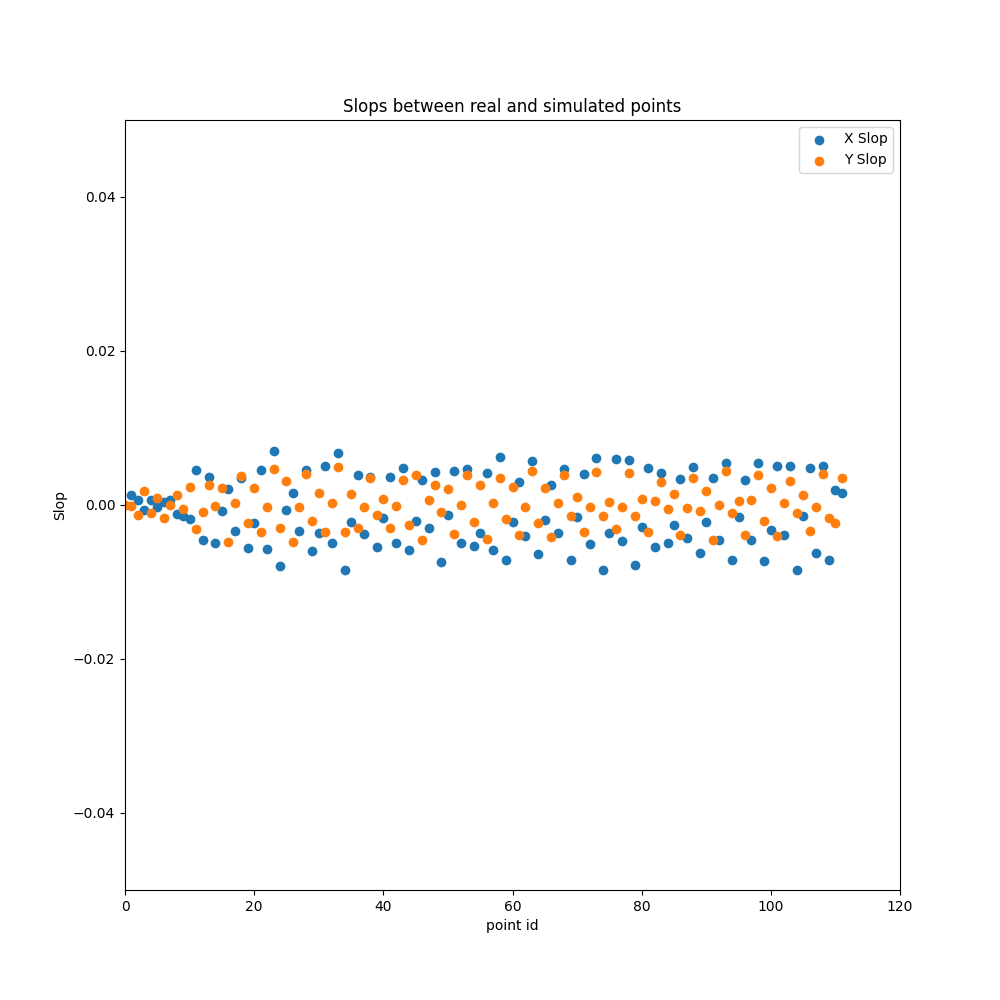 Slops between real and simulated points
X Slop
Y Slop
0.04
0.02
0.00
−0.02
−0.04
Slop
0 20 40 60 80 100 120
point id